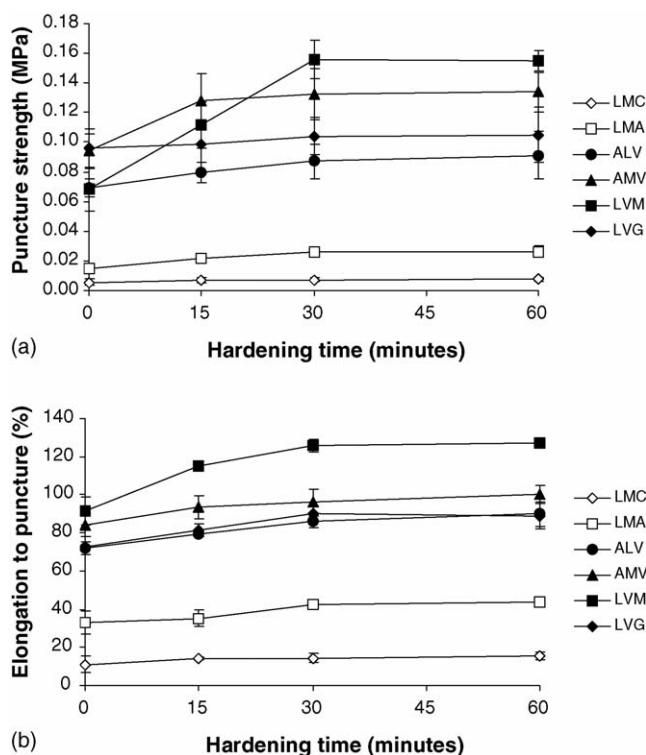 Puncture strength (MPa)
0.18
0.16
0.14
0.12
0.10
0.08
0.06
0.04
0.02
0.00
0 15 30 45 60
Hardening time (minutes)
LMC
LMA
ALV
AMV
LVM
LVG
(a)
Elongation to puncture (%)
140
120
100
80
60
40
20
0
0 15 30 45 60
Hardening time (minutes)
LMC
LMA
ALV
AMV
LVM
LVG
(b)